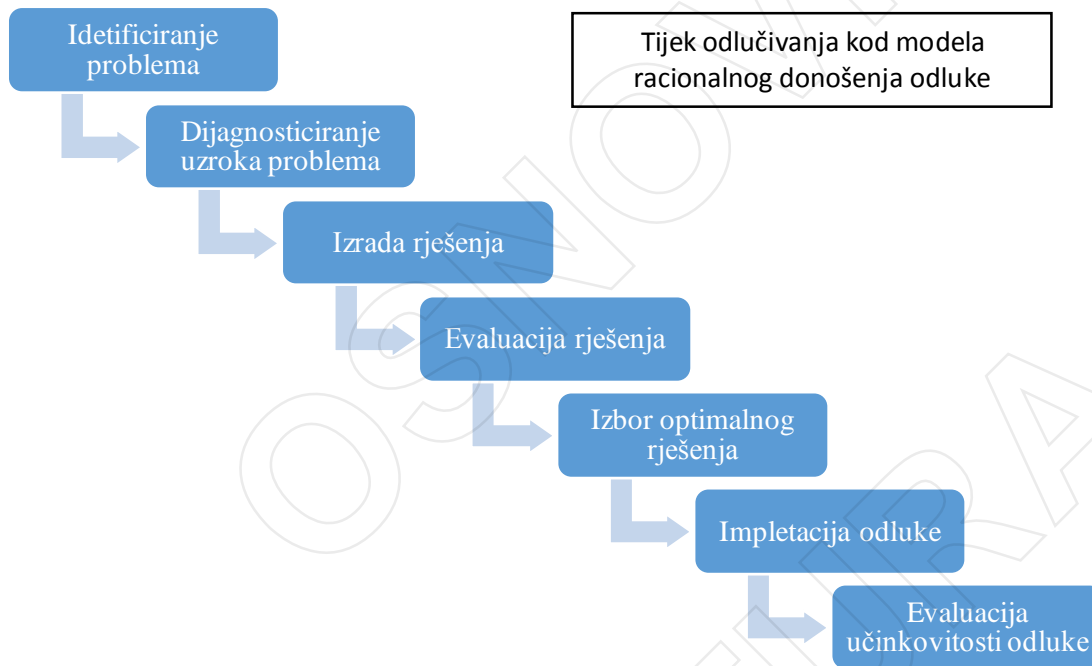 Idetificiranje
problema
Tijek odlučivanja kod modela
racionalnog donošenja odluke
Dijagnosticiranje
uzroka problema
Izrada rješenja
Evaluacija rješenja
Izbor optimalnog
rješenja
Impletacija odluke
Evaluacija
učinkovitosti odluke